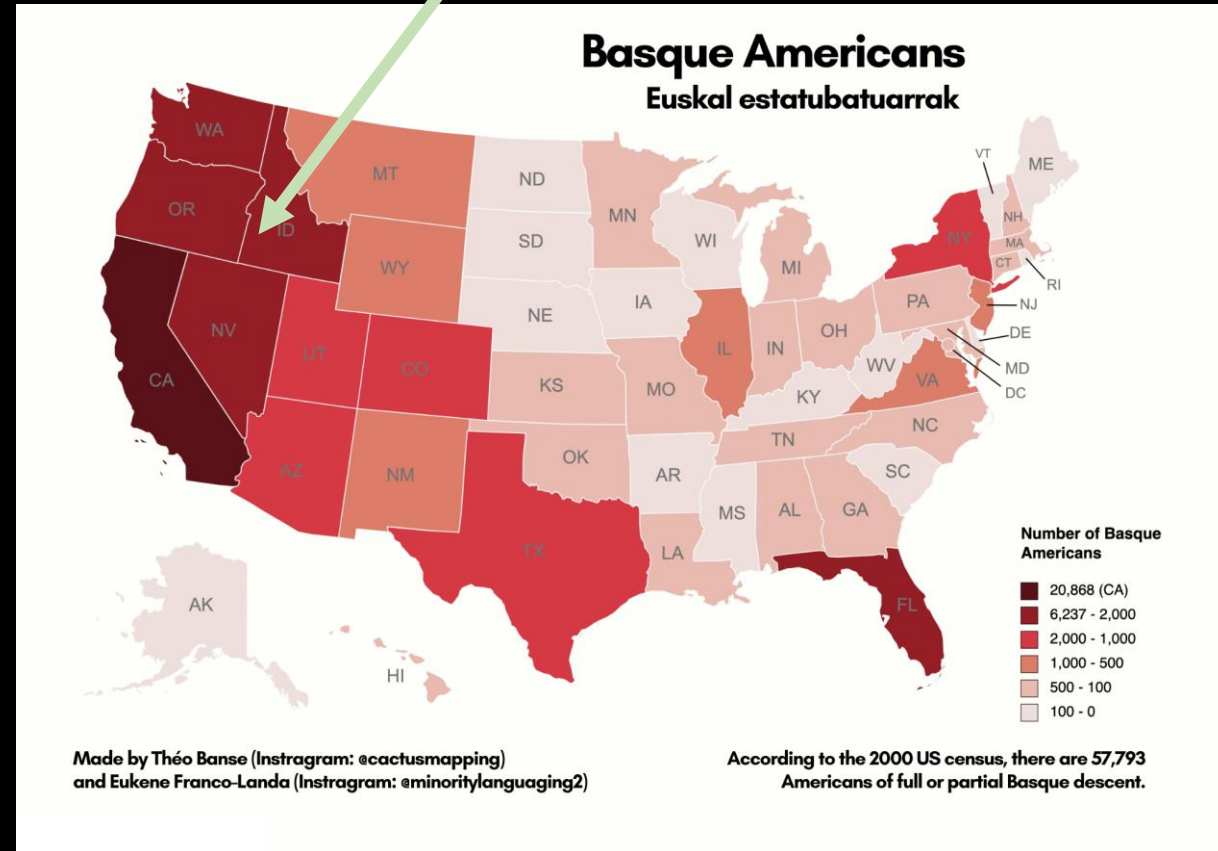 Basque Americans
Euskal estatubatuarrak
WA
MT
ND
MN
VT
ME
OR
ID
SD
WI
MI
NY
NH
MA
CT
RI
WY
NE
IA
PA
NJ
NV
UT
CO
IL
IN
OH
DE
CA
KS
MO
WV
VA
MD
DC
KY
AZ
NM
OK
TN
NC
AR
SC
TX
LA
MS
AL
GA
AK
HI
FL
Number of Basque
Americans
20,868 (CA)
6,237 - 2,000
2,000 - 1,000
1,000 - 500
500 - 100
100 - 0
Made by Théo Banse (Instragram: @cactusmapping)
and Eukene Franco-Landa (Instragram: @minoritylanguaging2)
According to the 2000 US census, there are 57,793
Americans of full or partial Basque descent.